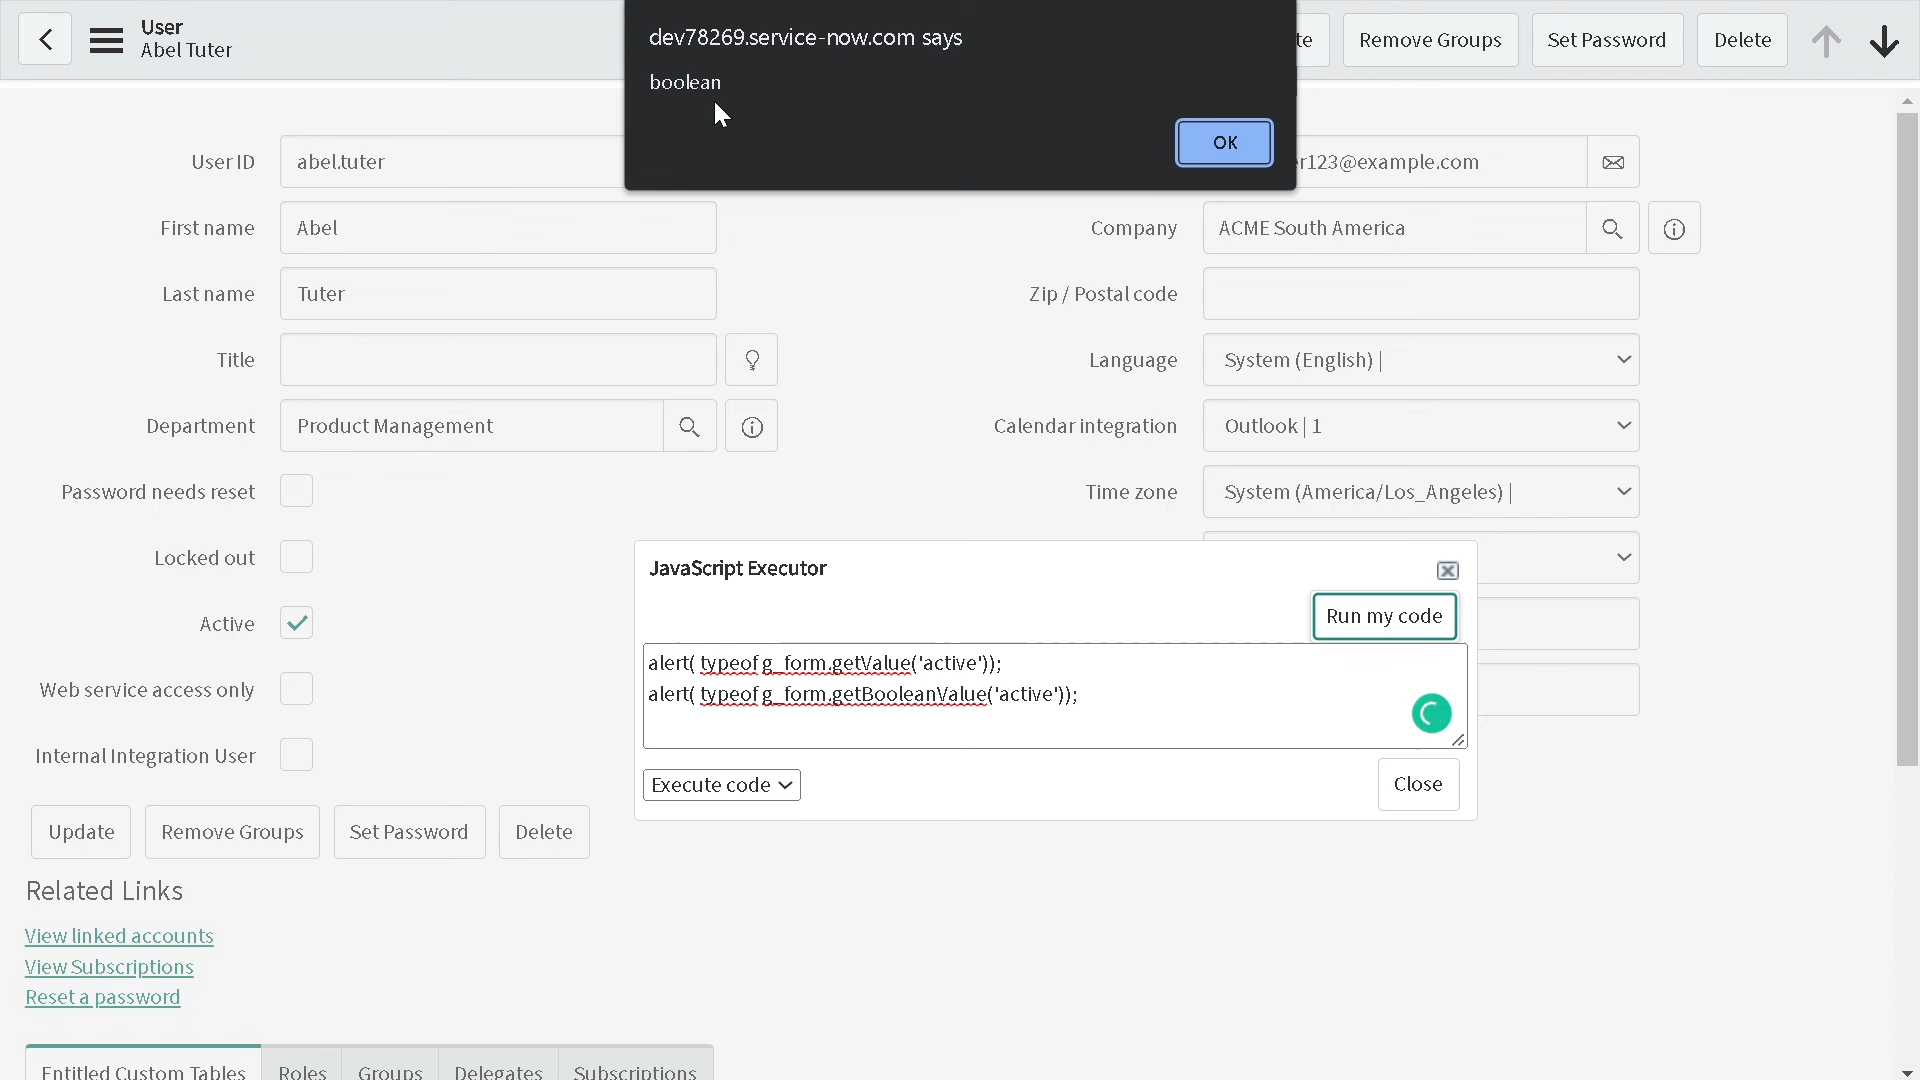 User
Abel Tuter
te
Remove Groups
Set Password
Delete
dev78269.service-now.com says
boolean
OK
User ID
abel.tuter
r123@example.com
First name
Abel
Company
ACME South America
Last name
Tuter
Zip / Postal code
Title
Language
System (English) |
Department
Product Management
Calendar integration
Outlook | 1
Password needs reset
Time zone
System (America/Los_Angeles) |
Locked out
JavaScript Executor
Run my code
Active
alert( typeof g_form.getValue('active'));
alert( typeof g_form.getBooleanValue('active'));
Web service access only
Internal Integration User
Execute code
Close
Update
Remove Groups
Set Password
Delete
Related Links
View linked accounts
View Subscriptions
Reset a password
Entitled Custom Tables
Roles
Groups
Delegates
Subscriptions